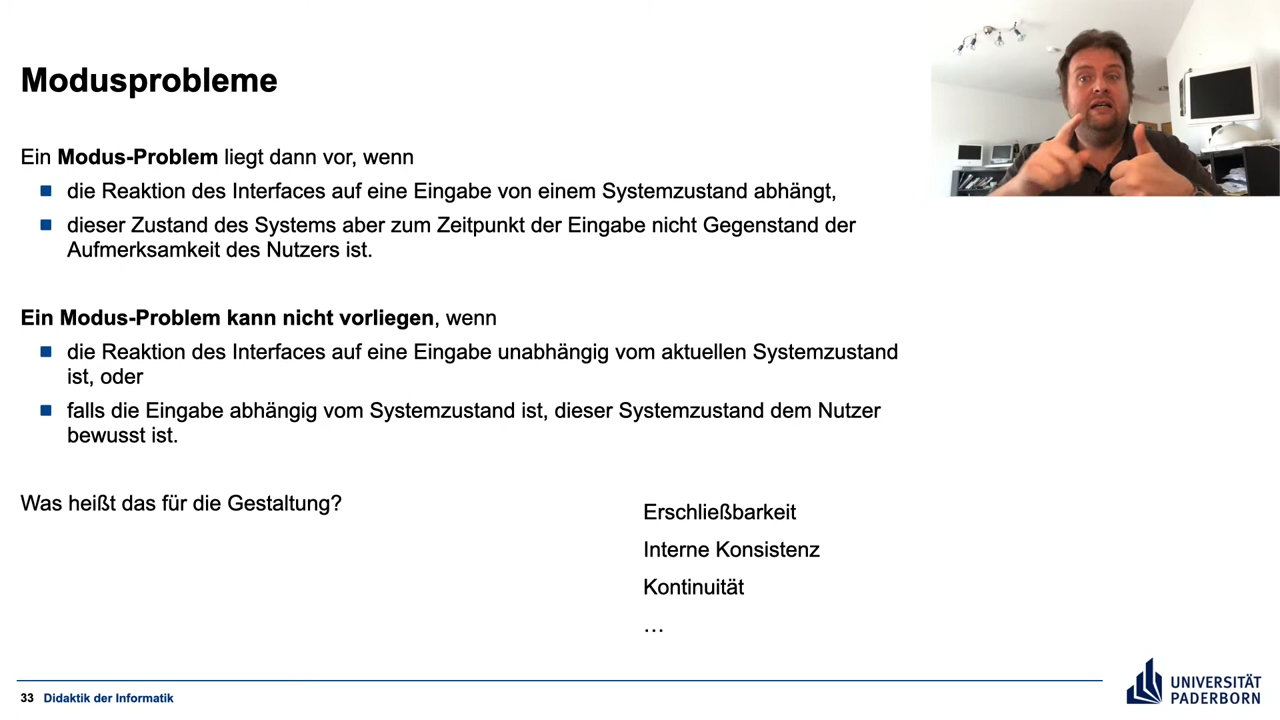 Modusprobleme
Ein Modus-Problem liegt dann vor, wenn
die Reaktion des Interfaces auf eine Eingabe von einem Systemzustand abhängt,
dieser Zustand des Systems aber zum Zeitpunkt der Eingabe nicht Gegenstand der
Aufmerksamkeit des Nutzers ist.
Ein Modus-Problem kann nicht vorliegen, wenn
die Reaktion des Interfaces auf eine Eingabe unabhängig vom aktuellen Systemzustand
ist, oder
falls die Eingabe abhängig vom Systemzustand ist, dieser Systemzustand dem Nutzer
bewusst ist.
Was heißt das für die Gestaltung?
Erschließbarkeit
Interne Konsistenz
Kontinuität
…
33 Didaktik der Informatik
UNIVERSITÄT
PADERBORN